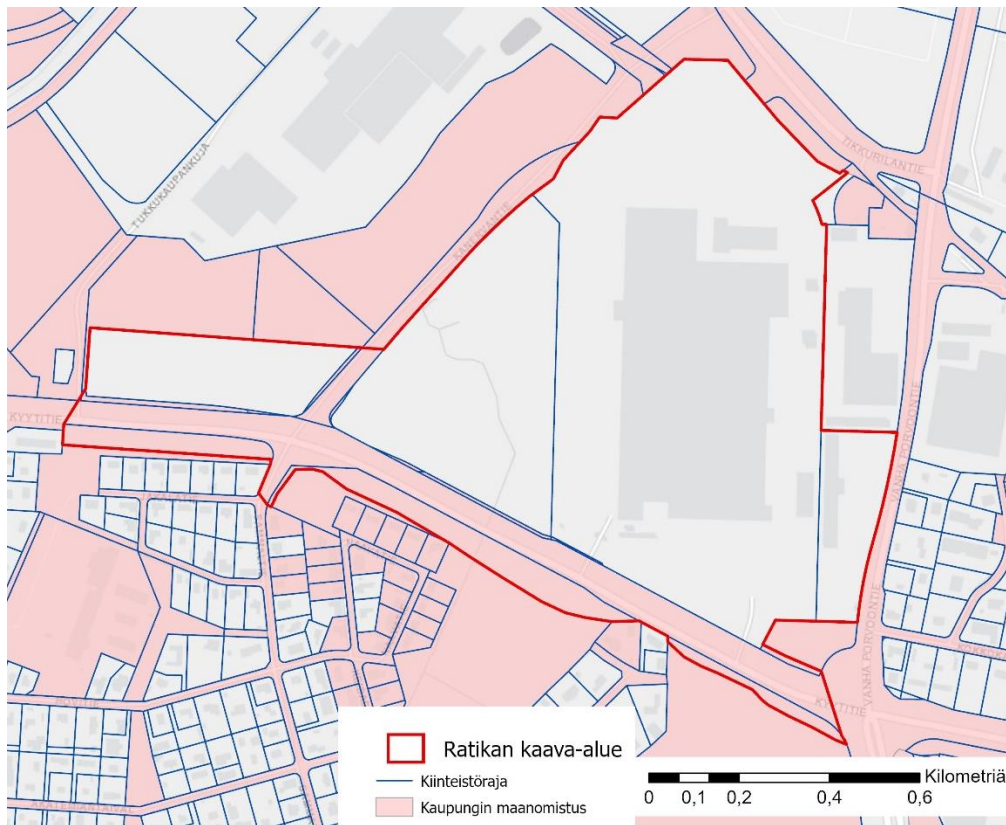 TIKKURILANTIE
TUKKUKAUPANKUJA
KYYTITIE
VANHA PORVOONTIE
VANHA PORVOONTIE
KYYTITIE
AKATEMIANTAIVAL
Ratikan kaava-alue
Kiinteistöraja
Kaupungin maanomistus
Kilometriä
0 0,1 0,2 0,4 0,6